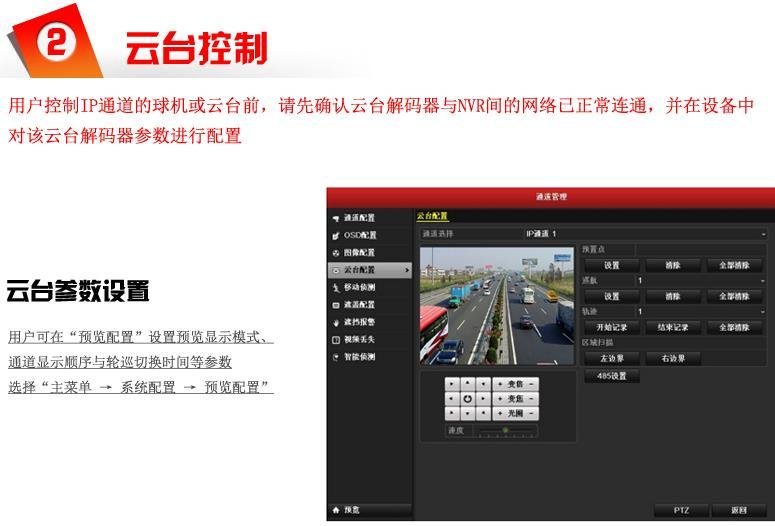 2
云台控制
用户控制IP通道的球机或云台前，请先确认云台解码器与NVR间的网络已正常连通，并在设备中
对该云台解码器参数进行配置
云台参数设置
用户可在“预览配置”设置预览显示模式、
通道显示顺序与轮巡切换时间等参数
选择“主菜单 → 系统配置 → 预览配置”
通道管理
通道配置
OSD配置
图像配置
云台配置
移动侦测
遮盖配置
遮挡报警
视频丢失
智能侦测
预览
云台配置
通道选择 IP通道 1
预置点
设置 清除 全部清除
巡航 1
设置 清除 全部清除
轨迹 1
开始记录 结束记录 全部清除
区域扫描
左边界 右边界
485设置
+ 变倍 -
+ 变焦 -
+ 光圈 -
速度
PTZ 返回